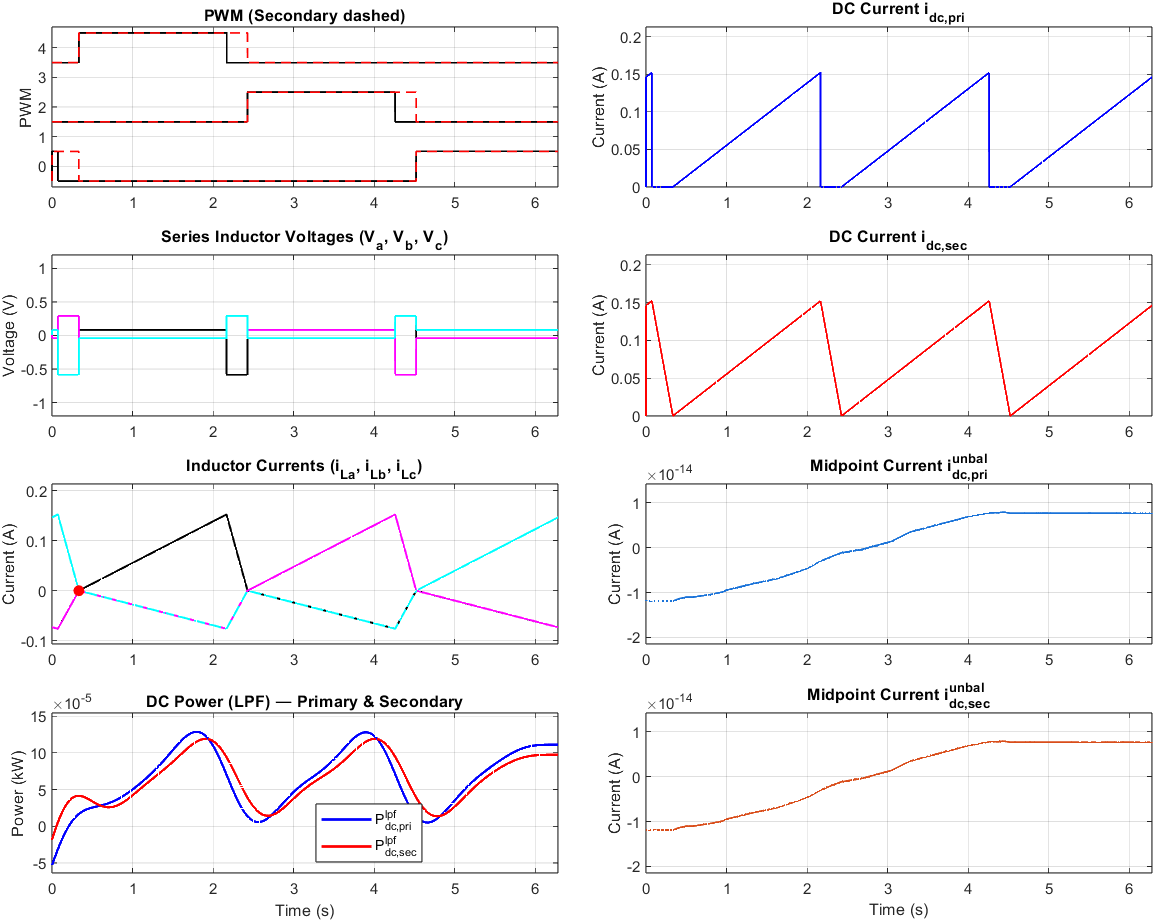 PWM (Secondary dashed)
PWM
4
3
2
1
0
0 1 2 3 4 5 6
DC Current i_dc,pri
Current (A)
0.2
0.15
0.1
0.05
0
0 1 2 3 4 5 6
Series Inductor Voltages (V_a, V_b, V_c)
Voltage (V)
1
0.5
0
-0.5
-1
0 1 2 3 4 5 6
DC Current i_dc,sec
Current (A)
0.2
0.15
0.1
0.05
0
0 1 2 3 4 5 6
Inductor Currents (i_La, i_Lb, i_Lc)
Current (A)
0.2
0.1
0
-0.1
0 1 2 3 4 5 6
Midpoint Current i_dc,pri^unbal
×10^-14
Current (A)
1
0
-1
-2
0 1 2 3 4 5 6
DC Power (LPF) — Primary & Secondary
×10^-5
Power (kW)
15
10
5
0
-5
0 1 2 3 4 5 6
Time (s)
P_dc,pri^lpf
P_dc,sec^lpf
Midpoint Current i_dc,sec^unbal
×10^-14
Current (A)
1
0
-1
-2
0 1 2 3 4 5 6
Time (s)